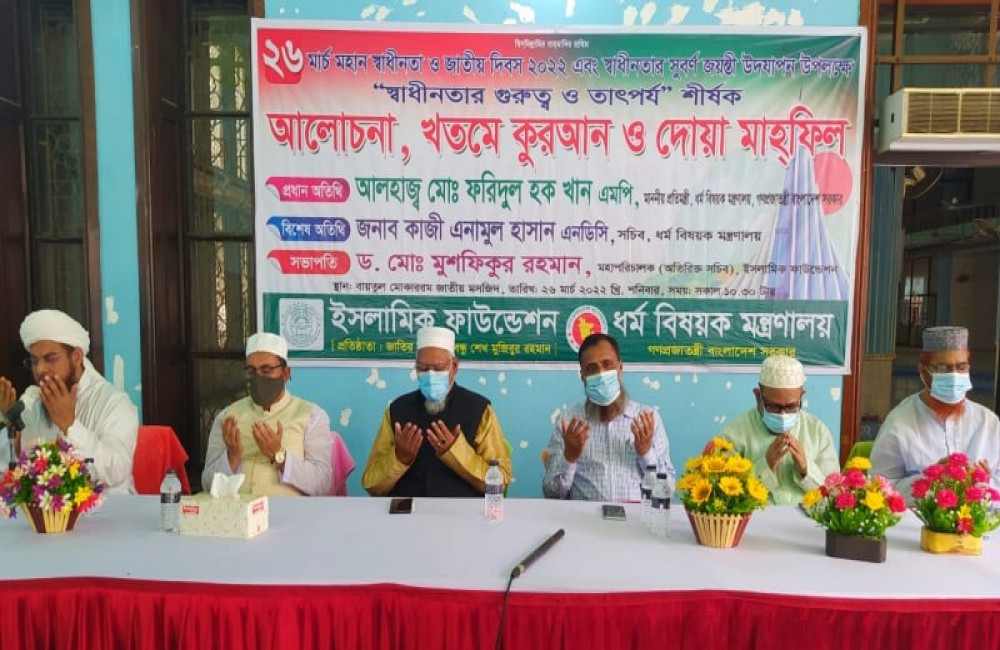 বিসমিল্লাহির রাহমানির রাহিম
২৬ মার্চ মহান স্বাধীনতা ও জাতীয় দিবস ২০২২ এবং স্বাধীনতার সুবর্ণ জয়ন্তী উদযাপন উপলক্ষে
“স্বাধীনতার গুরুত্ব ও তাৎপর্য” শীর্ষক
আলোচনা, খতমে কুরআন ও দোয়া মাহ্ফিল
প্রধান অতিথি আলহাজ্ব মোঃ ফরিদুল হক খান এমপি, মাননীয় প্রতিমন্ত্রী, ধর্ম বিষয়ক মন্ত্রণালয়, গণপ্রজাতন্ত্রী বাংলাদেশ সরকার
বিশেষ অতিথি জনাব কাজী এনামুল হাসান এনডিসি, সচিব, ধর্ম বিষয়ক মন্ত্রণালয়
সভাপতি ড. মোঃ মুশফিকুর রহমান, মহাপরিচালক (অতিরিক্ত সচিব), ইসলামিক ফাউন্ডেশন
স্থান: বায়তুল মোকাররম জাতীয় মসজিদ, তারিখ: ২৬ মার্চ ২০২২ খ্রি. শনিবার, সময়: সকাল ১০.৩০ টায়
ইসলামিক ফাউন্ডেশন ধর্ম বিষয়ক মন্ত্রণালয়
প্রতিষ্ঠাতা : জাতির বন্ধু শেখ মুজিবুর রহমান গণপ্রজাতন্ত্রী বাংলাদেশ সরকার